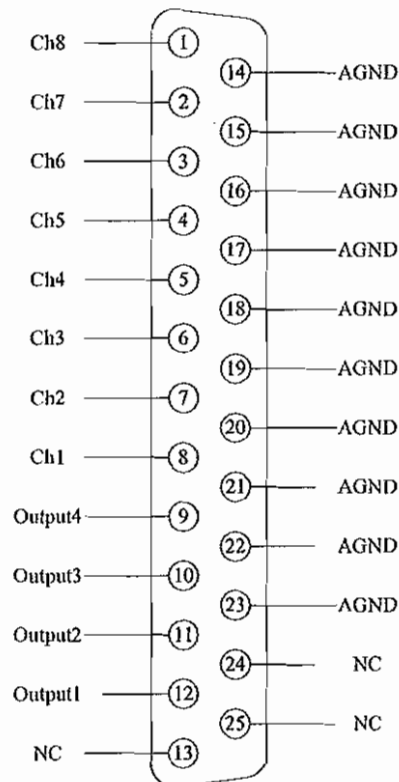 Ch8 1
14 AGND
Ch7 2
15 AGND
Ch6 3
16 AGND
Ch5 4
17 AGND
Ch4 5
18 AGND
Ch3 6
19 AGND
Ch2 7
20 AGND
Ch1 8
21 AGND
Output4 9
22 AGND
Output3 10
23 AGND
Output2 11
24 NC
Output1 12
25 NC
NC 13